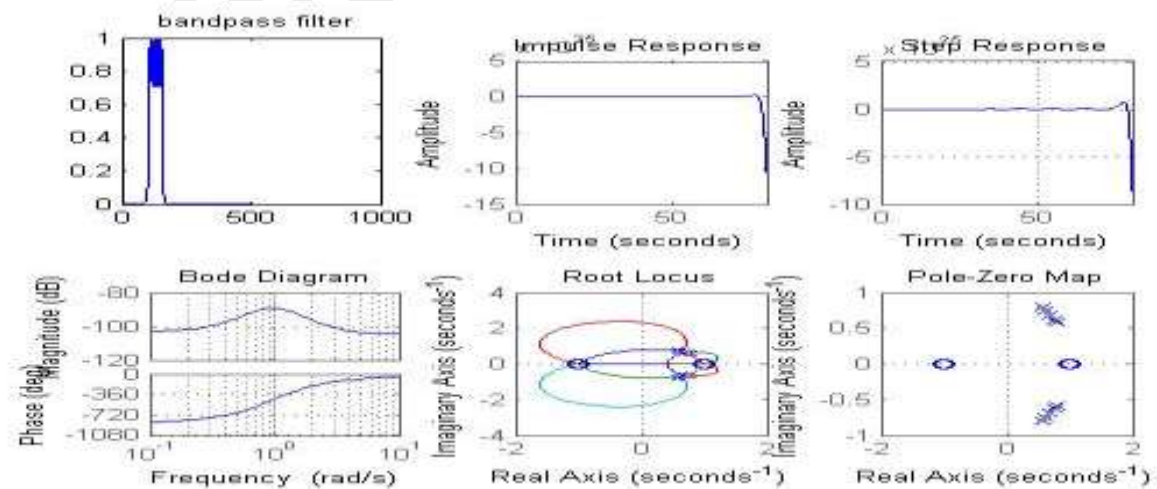 bandpass filter
1
0.8
0.6
0.4
0.2
0
0
500
1000
Impulse Response
Amplitude
5
0
-5
-10
-15
0
50
Time (seconds)
Step Response
Amplitude
5
0
-5
-10
0
50
Time (seconds)
Bode Diagram
Magnitude (dB)
-80
-100
-120
Phase (deg)
0
-360
-720
-1080
10-1
100
101
Frequency (rad/s)
Root Locus
Imaginary Axis (seconds-1)
4
2
0
-2
-4
-2
0
2
Real Axis (seconds-1)
Pole-Zero Map
Imaginary Axis (seconds-1)
1
0.5
0
-0.5
-1
-2
0
2
Real Axis (seconds-1)